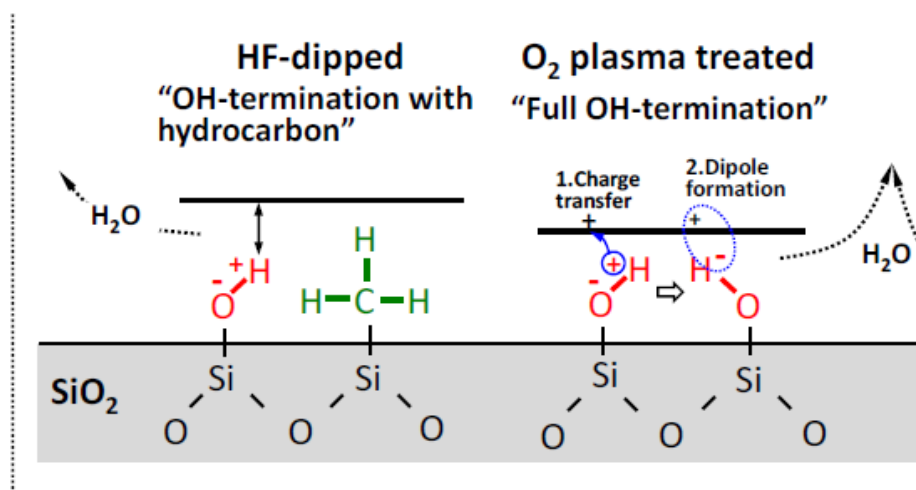 HF-dipped
"OH-termination with
hydrocarbon"
O₂ plasma treated
"Full OH-termination"
1.Charge
transfer
+
2.Dipole
formation
+
H₂O
H₂O
- + H
O
H
H C H
- + H
O
⇨
H -
O
SiO₂
Si
Si
Si
Si
O
O
O
O
O
O